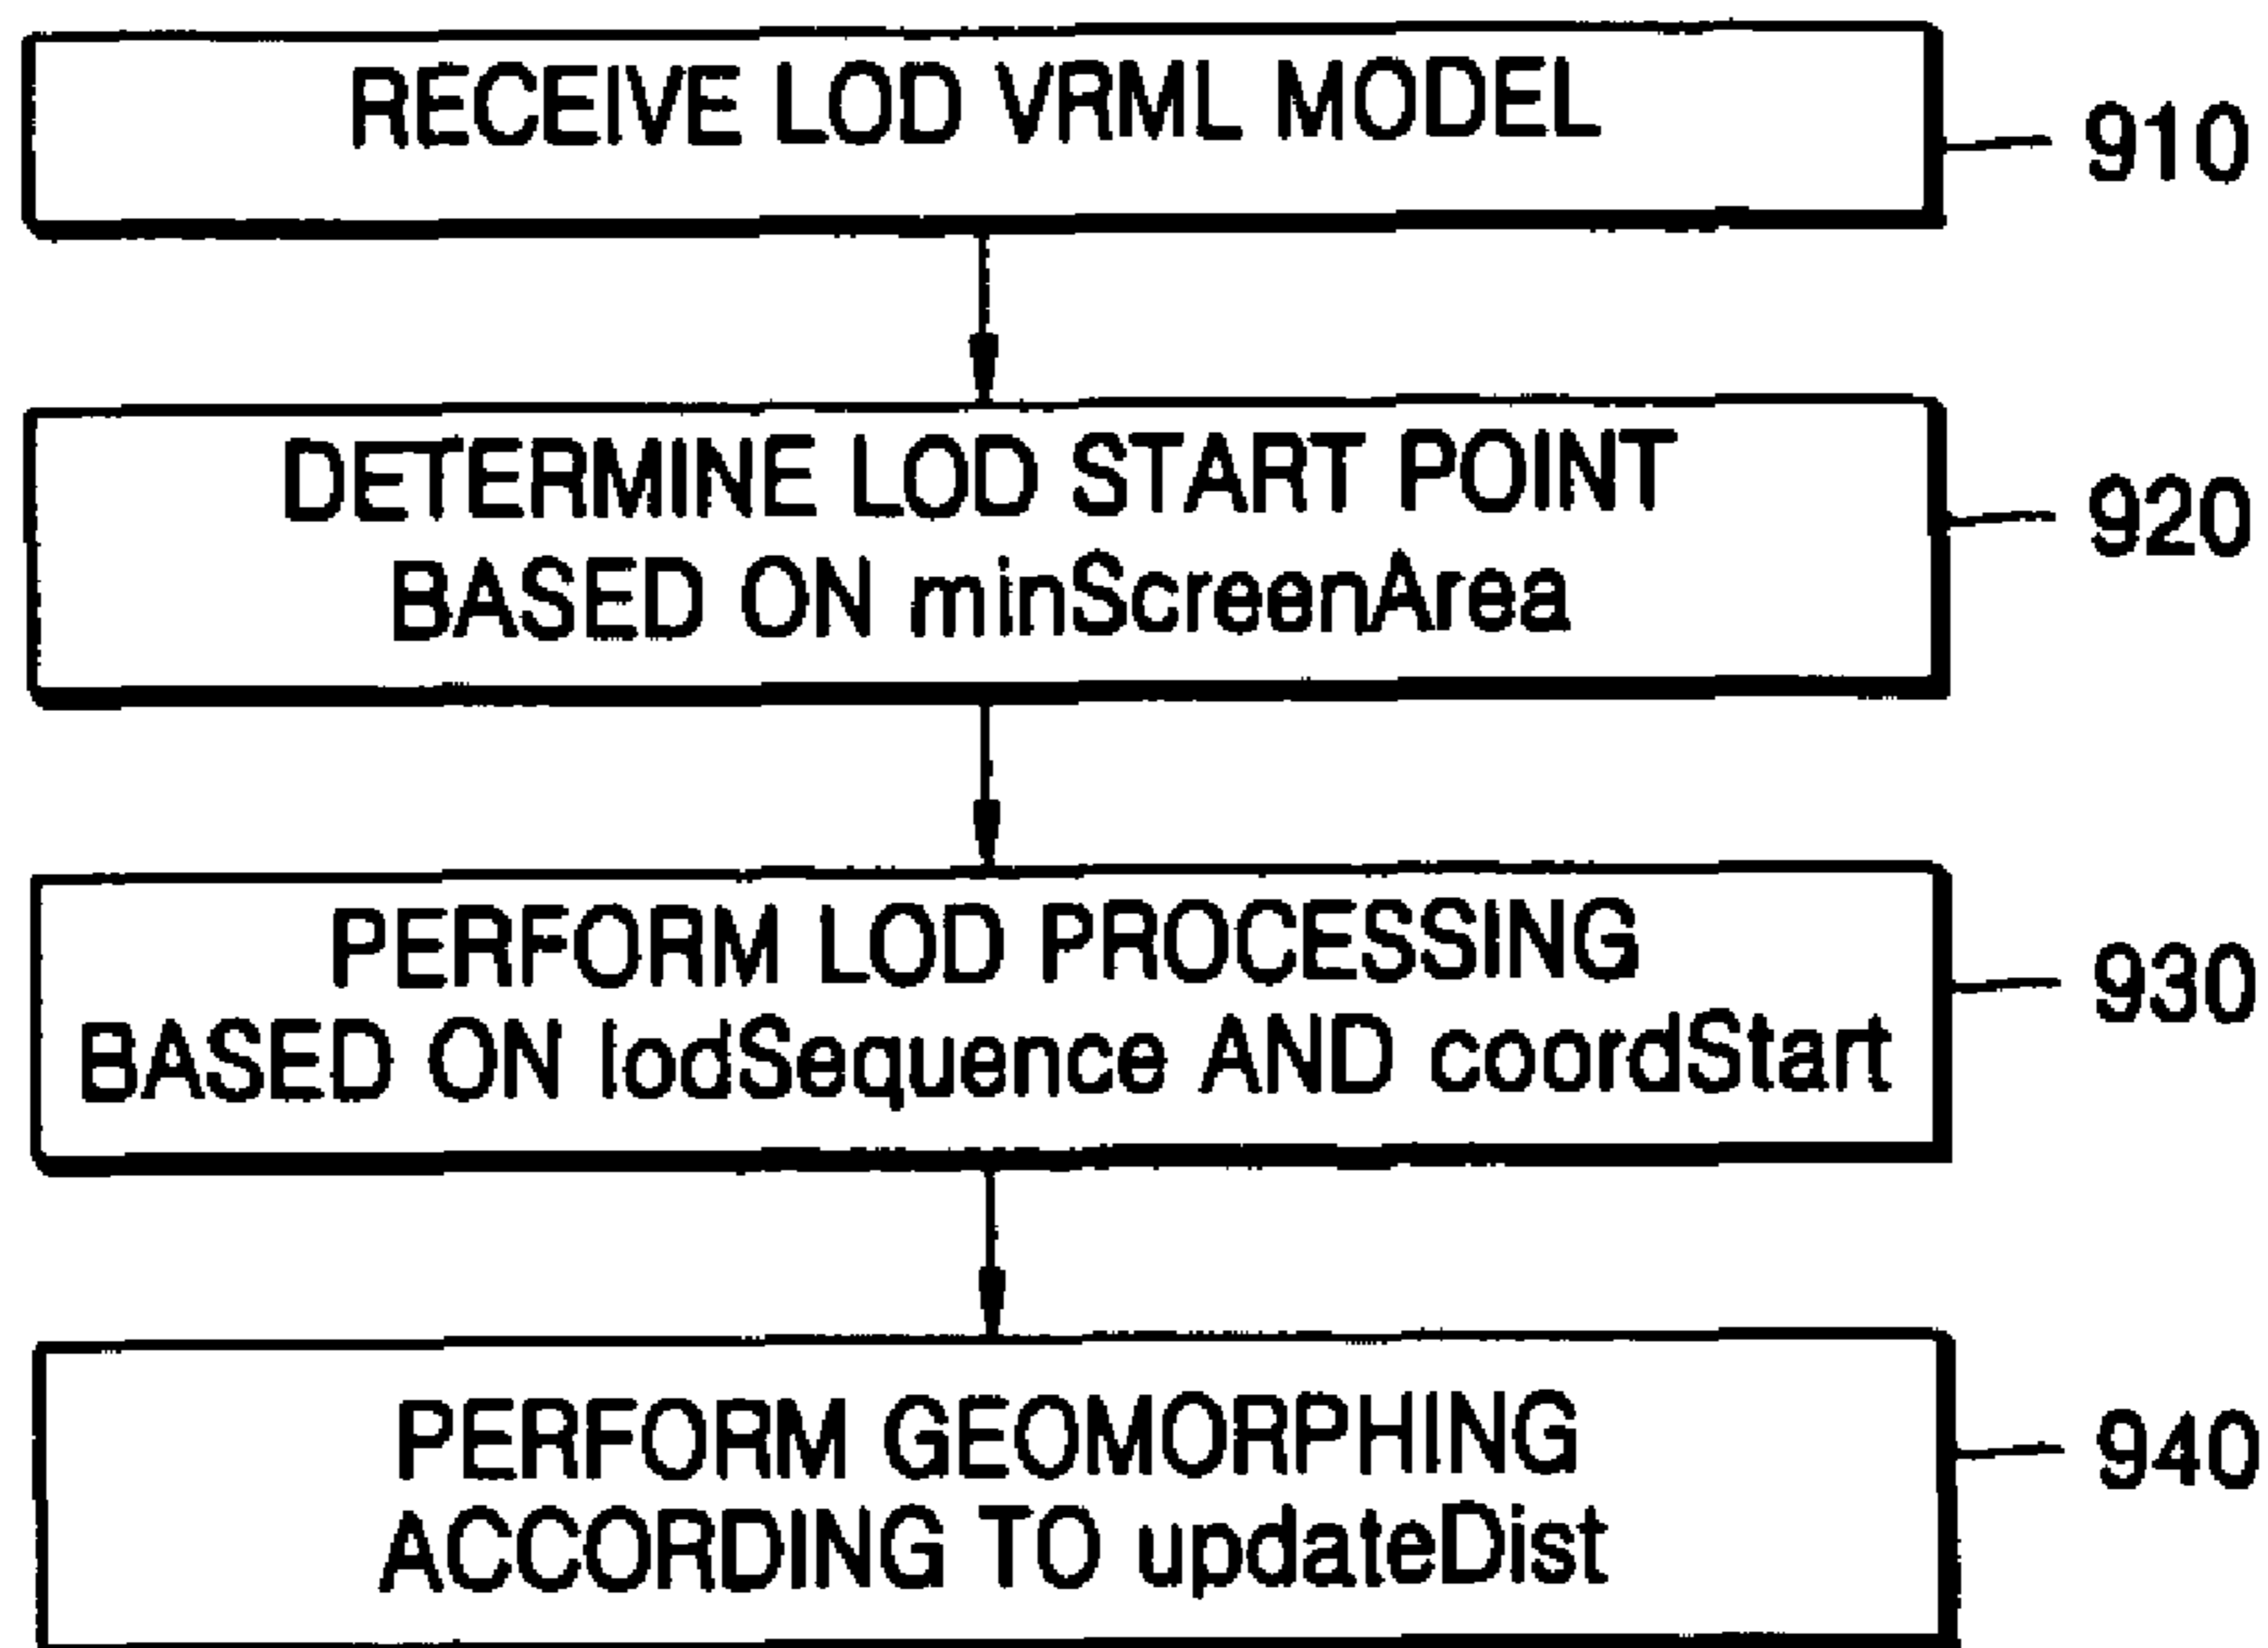 RECEIVE LOD VRML MODEL
910
DETERMINE LOD START POINT
BASED ON minScreenArea
920
PERFORM LOD PROCESSING
BASED ON lodSequence AND coordStart
930
PERFORM GEOMORPHING
ACCORDING TO updateDist
940